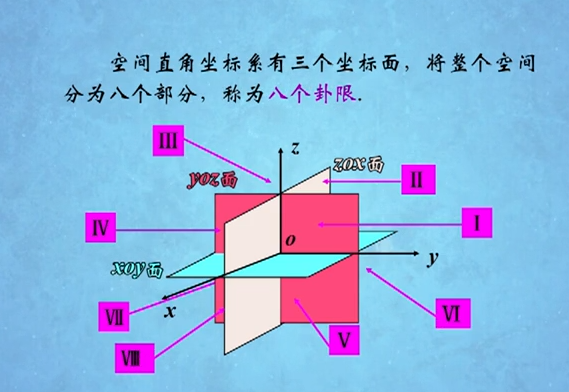 空间直角坐标系有三个坐标面，将整个空间
分为八个部分，称为八个卦限.
III
z
zox面
yoz面
II
IV
I
o
xoy面
y
x
VII
VI
V
VIII